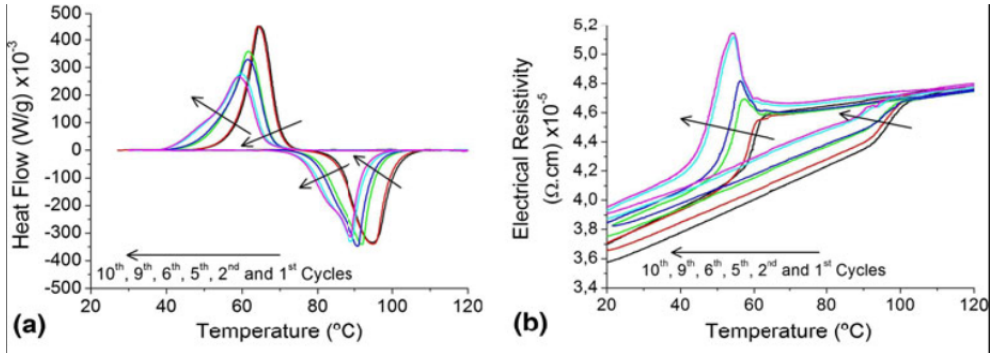 500
400
300
200
100
0
-100
-200
-300
-400
-500
Heat Flow (W/g) x10⁻³
10ᵗʰ, 9ᵗʰ, 6ᵗʰ, 5ᵗʰ, 2ⁿᵈ and 1ˢᵗ Cycles
20 40 60 80 100 120
(a) Temperature (ºC)
5,2
5,0
4,8
4,6
4,4
4,2
4,0
3,8
3,6
3,4
Electrical Resistivity
(Ω.cm) x10⁻⁵
10ᵗʰ, 9ᵗʰ, 6ᵗʰ, 5ᵗʰ, 2ⁿᵈ and 1ˢᵗ Cycles
20 40 60 80 100 120
(b) Temperature (ºC)